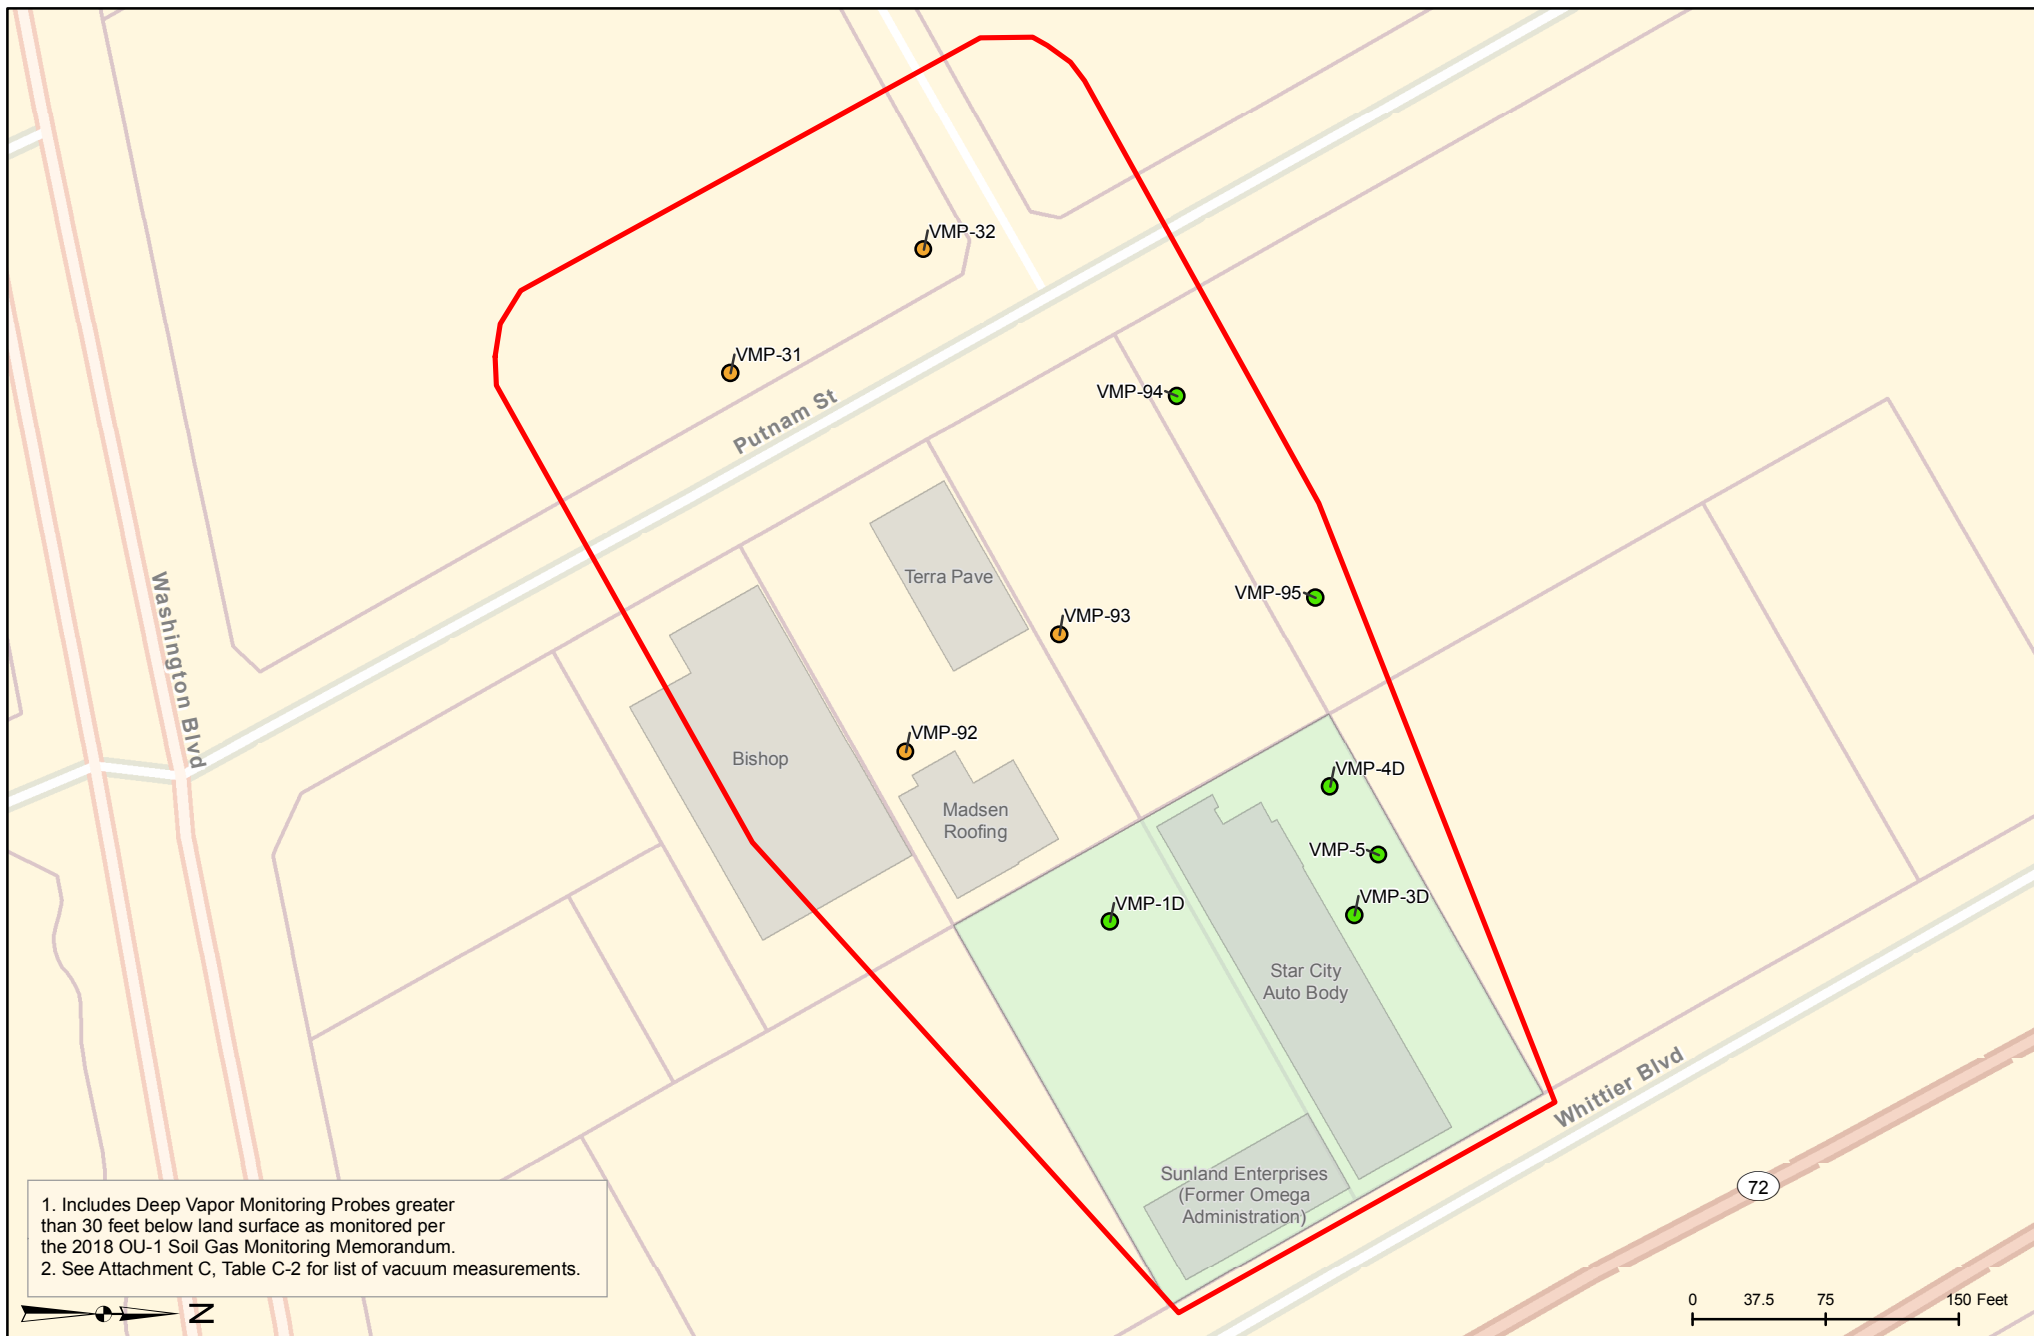 VMP-32
VMP-31
Putnam St
VMP-94
VMP-95
Terra Pave
VMP-93
Washington Blvd
VMP-92
Bishop
Madsen
Roofing
VMP-4D
VMP-5
VMP-3D
VMP-1D
Star City
Auto Body
Whittier Blvd
72
Sunland Enterprises
(Former Omega
Administration)
1. Includes Deep Vapor Monitoring Probes greater
than 30 feet below land surface as monitored per
the 2018 OU-1 Soil Gas Monitoring Memorandum.
2. See Attachment C, Table C-2 for list of vacuum measurements.
N
0 37.5 75 150 Feet